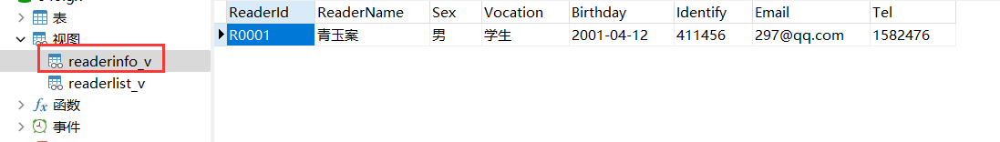 表
视图
readerinfo_v
readerlist_v
函数
事件
ReaderId ReaderName Sex Vocation Birthday Identify Email Tel
R0001 青玉案 男 学生 2001-04-12 411456 297@qq.com 1582476